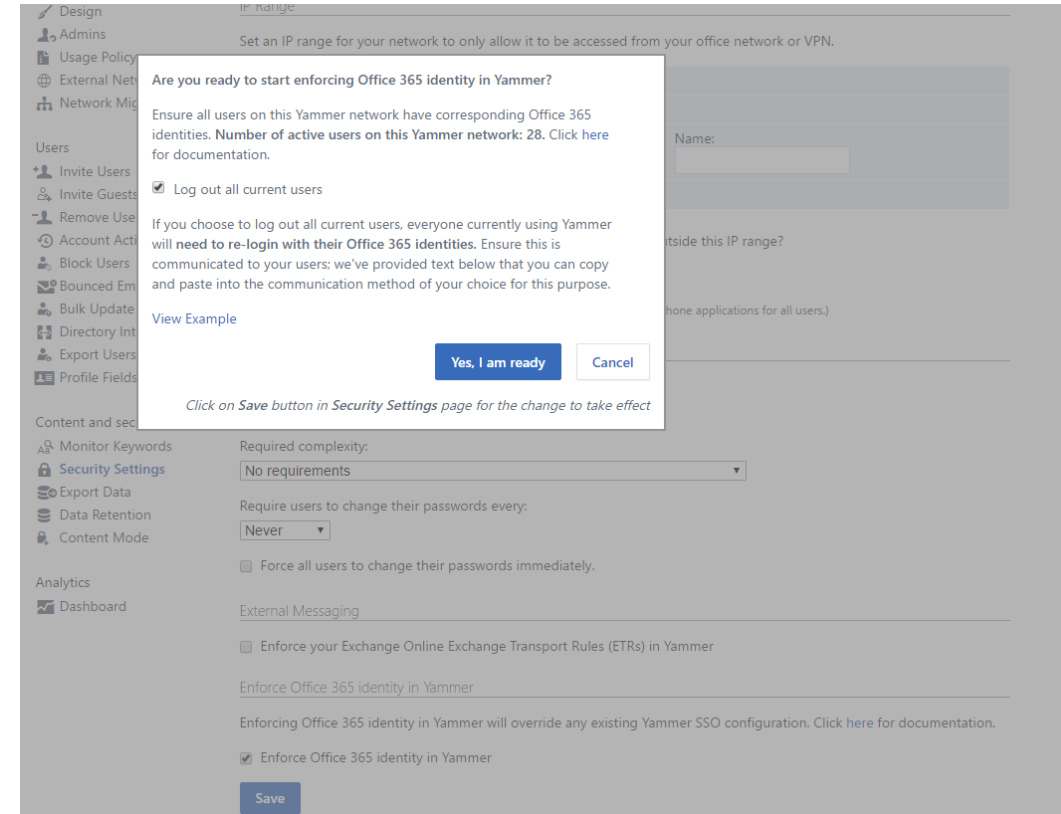 Design
Admins
Usage Policy
External Net
Network Mig
Users
Invite Users
Invite Guests
Remove Use
Account Acti
Block Users
Bounced Em
Bulk Update
Directory Int
Export Users
Profile Fields
Content and sec
Monitor Keywords
Security Settings
Export Data
Data Retention
Content Mode
Analytics
Dashboard
IP Range
Set an IP range for your network to only allow it to be accessed from your office network or VPN.
Name:
tside this IP range?
hone applications for all users.)
Are you ready to start enforcing Office 365 identity in Yammer?
Ensure all users on this Yammer network have corresponding Office 365
identities. Number of active users on this Yammer network: 28. Click here
for documentation.
Log out all current users
If you choose to log out all current users, everyone currently using Yammer
will need to re-login with their Office 365 identities. Ensure this is
communicated to your users; we've provided text below that you can copy
and paste into the communication method of your choice for this purpose.
View Example
Yes, I am ready
Cancel
Click on Save button in Security Settings page for the change to take effect
Required complexity:
No requirements
Require users to change their passwords every:
Never
Force all users to change their passwords immediately.
External Messaging
Enforce your Exchange Online Exchange Transport Rules (ETRs) in Yammer
Enforce Office 365 identity in Yammer
Enforcing Office 365 identity in Yammer will override any existing Yammer SSO configuration. Click here for documentation.
Enforce Office 365 identity in Yammer
Save